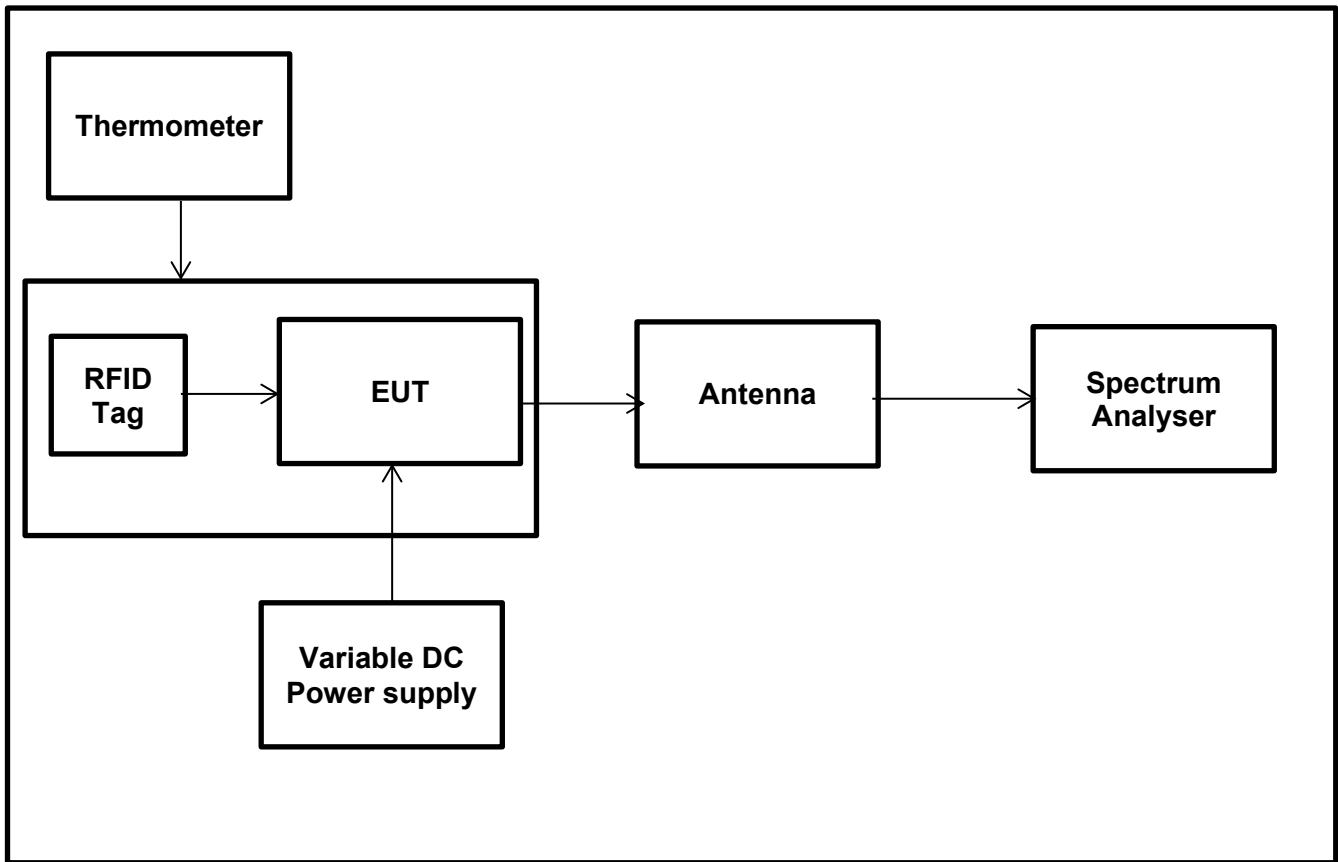 Thermometer
RFID
Tag
EUT
Antenna
Spectrum
Analyser
Variable DC
Power supply